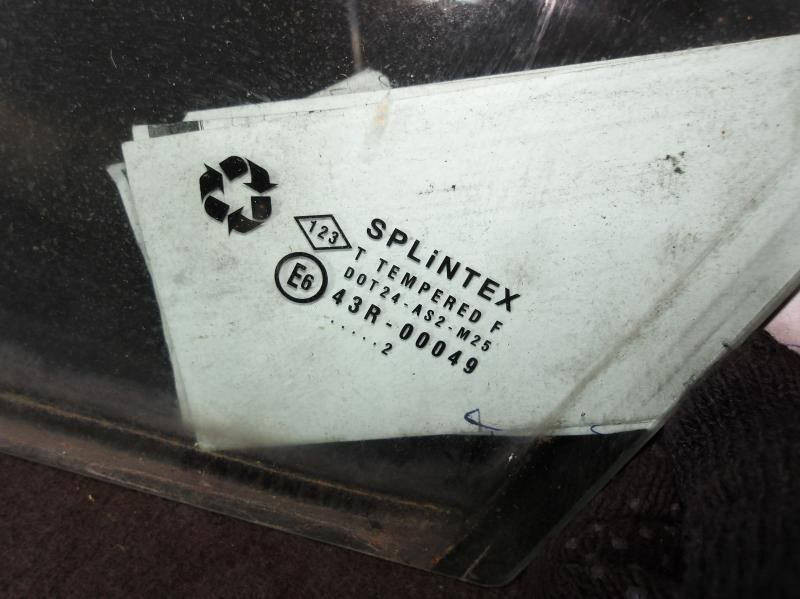 SPLiNTEX
123
T TEMPERED F
DOT24-AS2-M25
E6
43R-00049
.....2